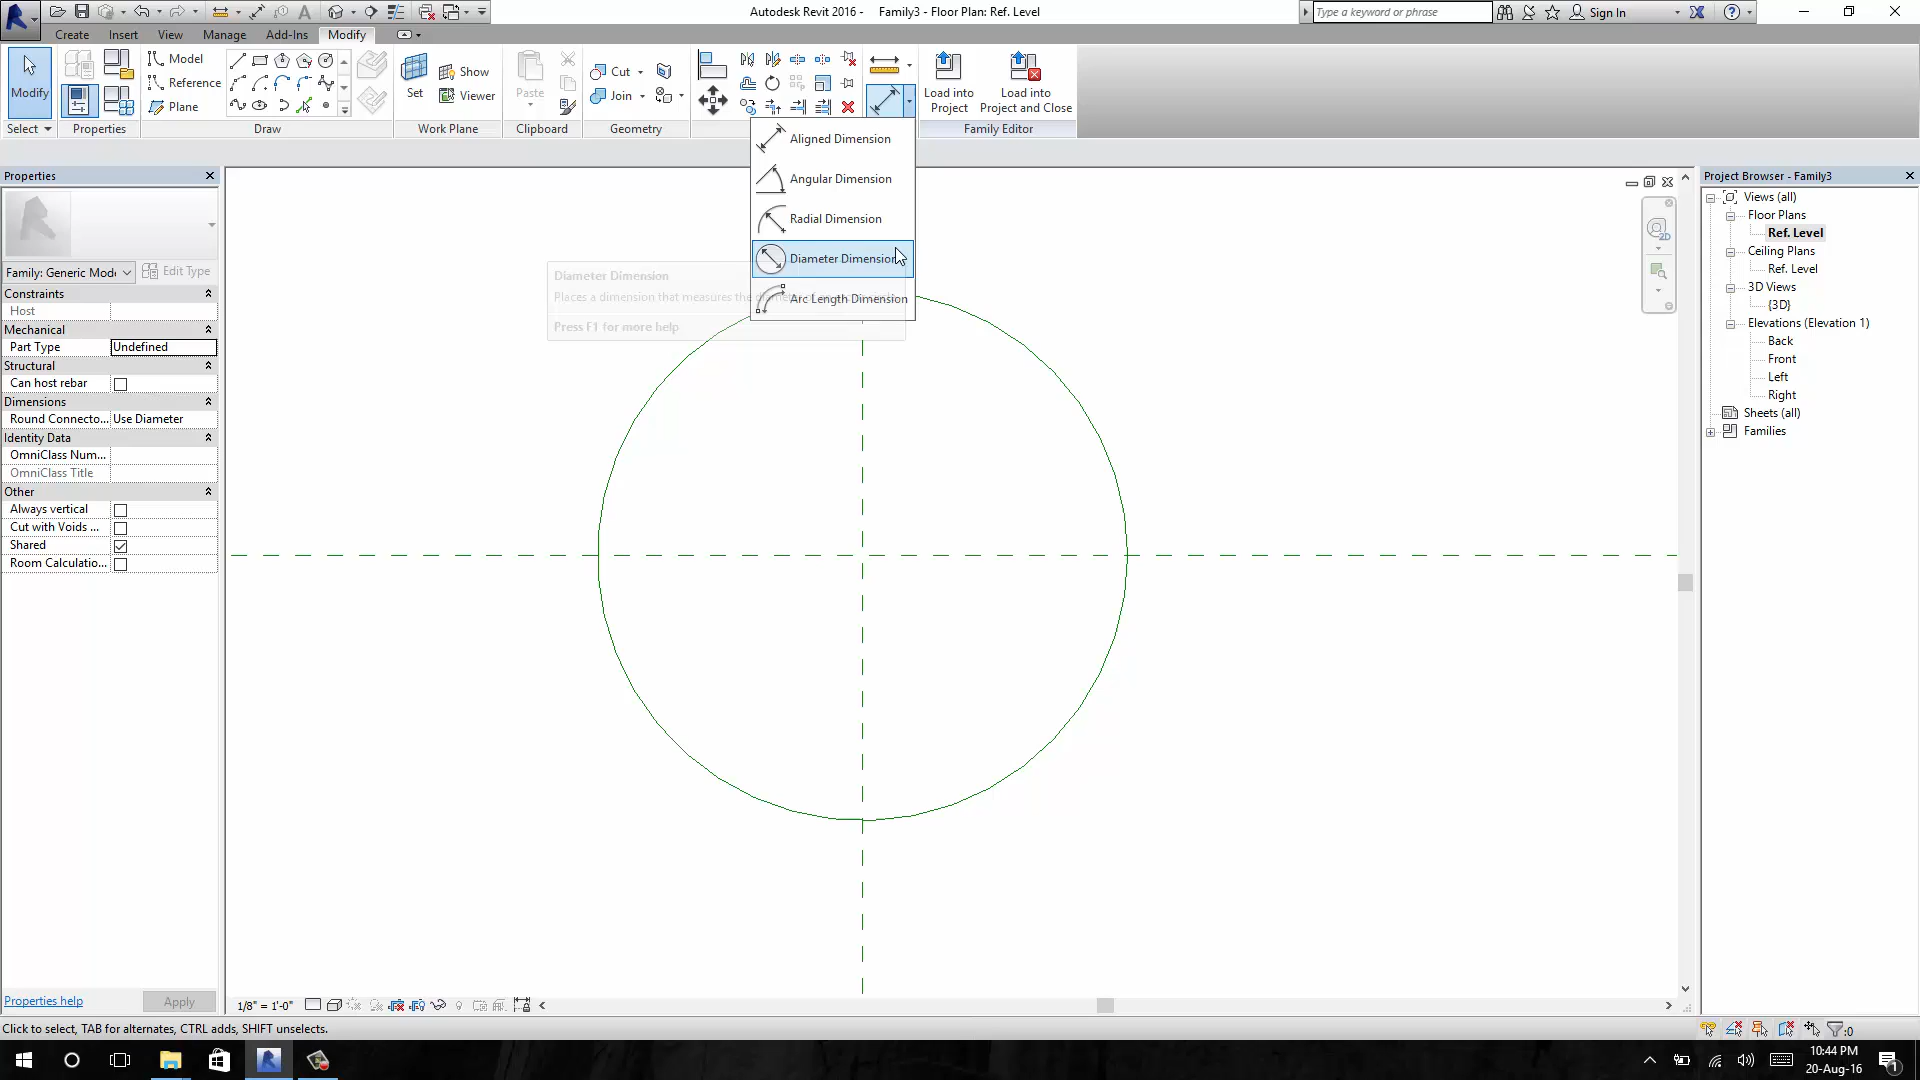 Autodesk Revit 2016 - Family3 - Floor Plan: Ref. Level
Type a keyword or phrase
Sign In
Create Insert View Manage Add-Ins Modify
Modify
Model
Reference
Plane
Set
Show
Viewer
Paste
Cut
Join
Load into
Project
Load into
Project and Close
Select
Properties
Draw
Work Plane
Clipboard
Geometry
Family Editor
Aligned Dimension
Angular Dimension
Radial Dimension
Diameter Dimension
Arc Length Dimension
Diameter Dimension
Places a dimension that measures the
Press F1 for more help
Properties
Family: Generic Mode
Edit Type
Constraints
Host
Mechanical
Part Type Undefined
Structural
Can host rebar
Dimensions
Round Connecto... Use Diameter
Identity Data
OmniClass Num...
OmniClass Title
Other
Always vertical
Cut with Voids ...
Shared
Room Calculatio...
Properties help
Apply
2D
Project Browser - Family3
Views (all)
Floor Plans
Ref. Level
Ceiling Plans
Ref. Level
3D Views
{3D}
Elevations (Elevation 1)
Back
Front
Left
Right
Sheets (all)
Families
1/8" = 1'-0"
Click to select, TAB for alternates, CTRL adds, SHIFT unselects.
:0
10:44 PM
20-Aug-16
1